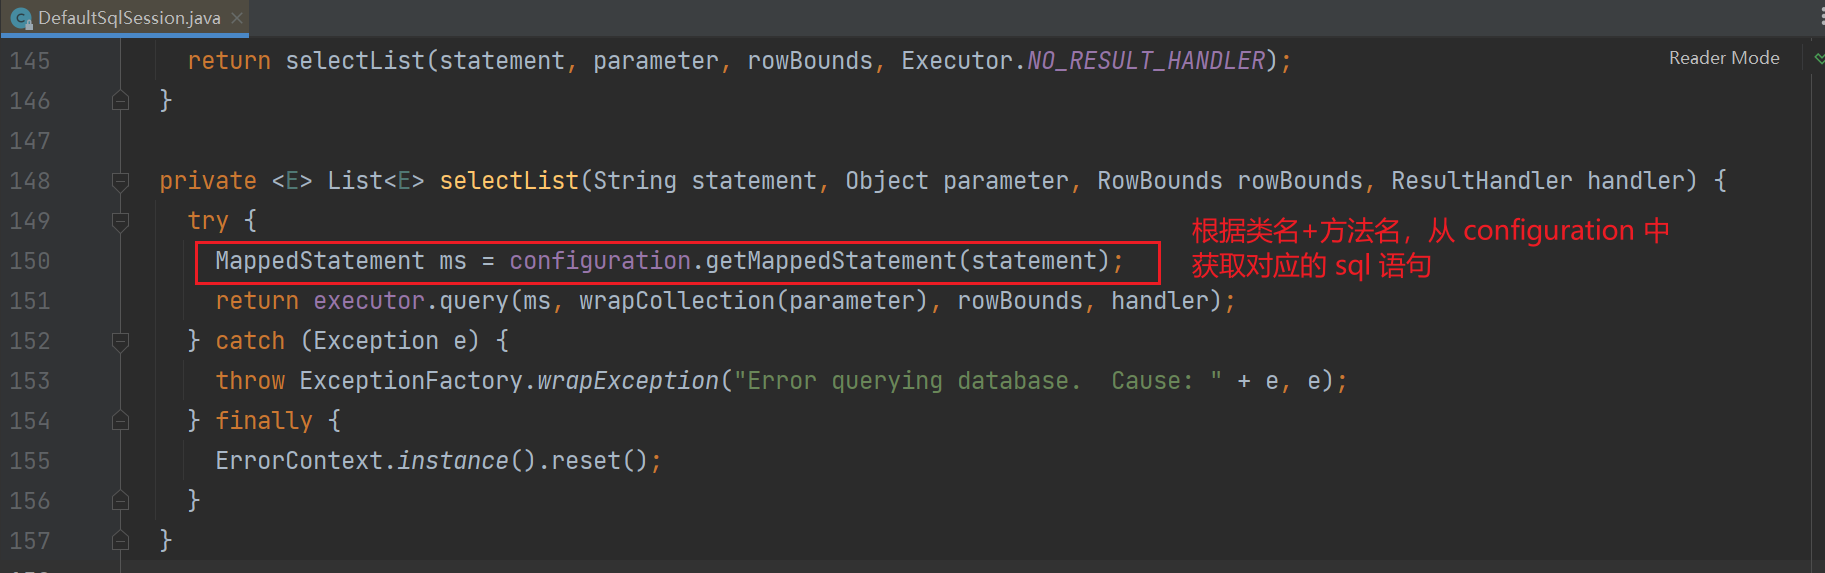 DefaultSqlSession.java
Reader Mode
145 return selectList(statement, parameter, rowBounds, Executor.NO_RESULT_HANDLER);
146 }
147
148 private <E> List<E> selectList(String statement, Object parameter, RowBounds rowBounds, ResultHandler handler) {
149 try {
150 MappedStatement ms = configuration.getMappedStatement(statement);
根据类名+方法名，从 configuration 中
获取对应的 sql 语句
151 return executor.query(ms, wrapCollection(parameter), rowBounds, handler);
152 } catch (Exception e) {
153 throw ExceptionFactory.wrapException("Error querying database.  Cause: " + e, e);
154 } finally {
155 ErrorContext.instance().reset();
156 }
157 }